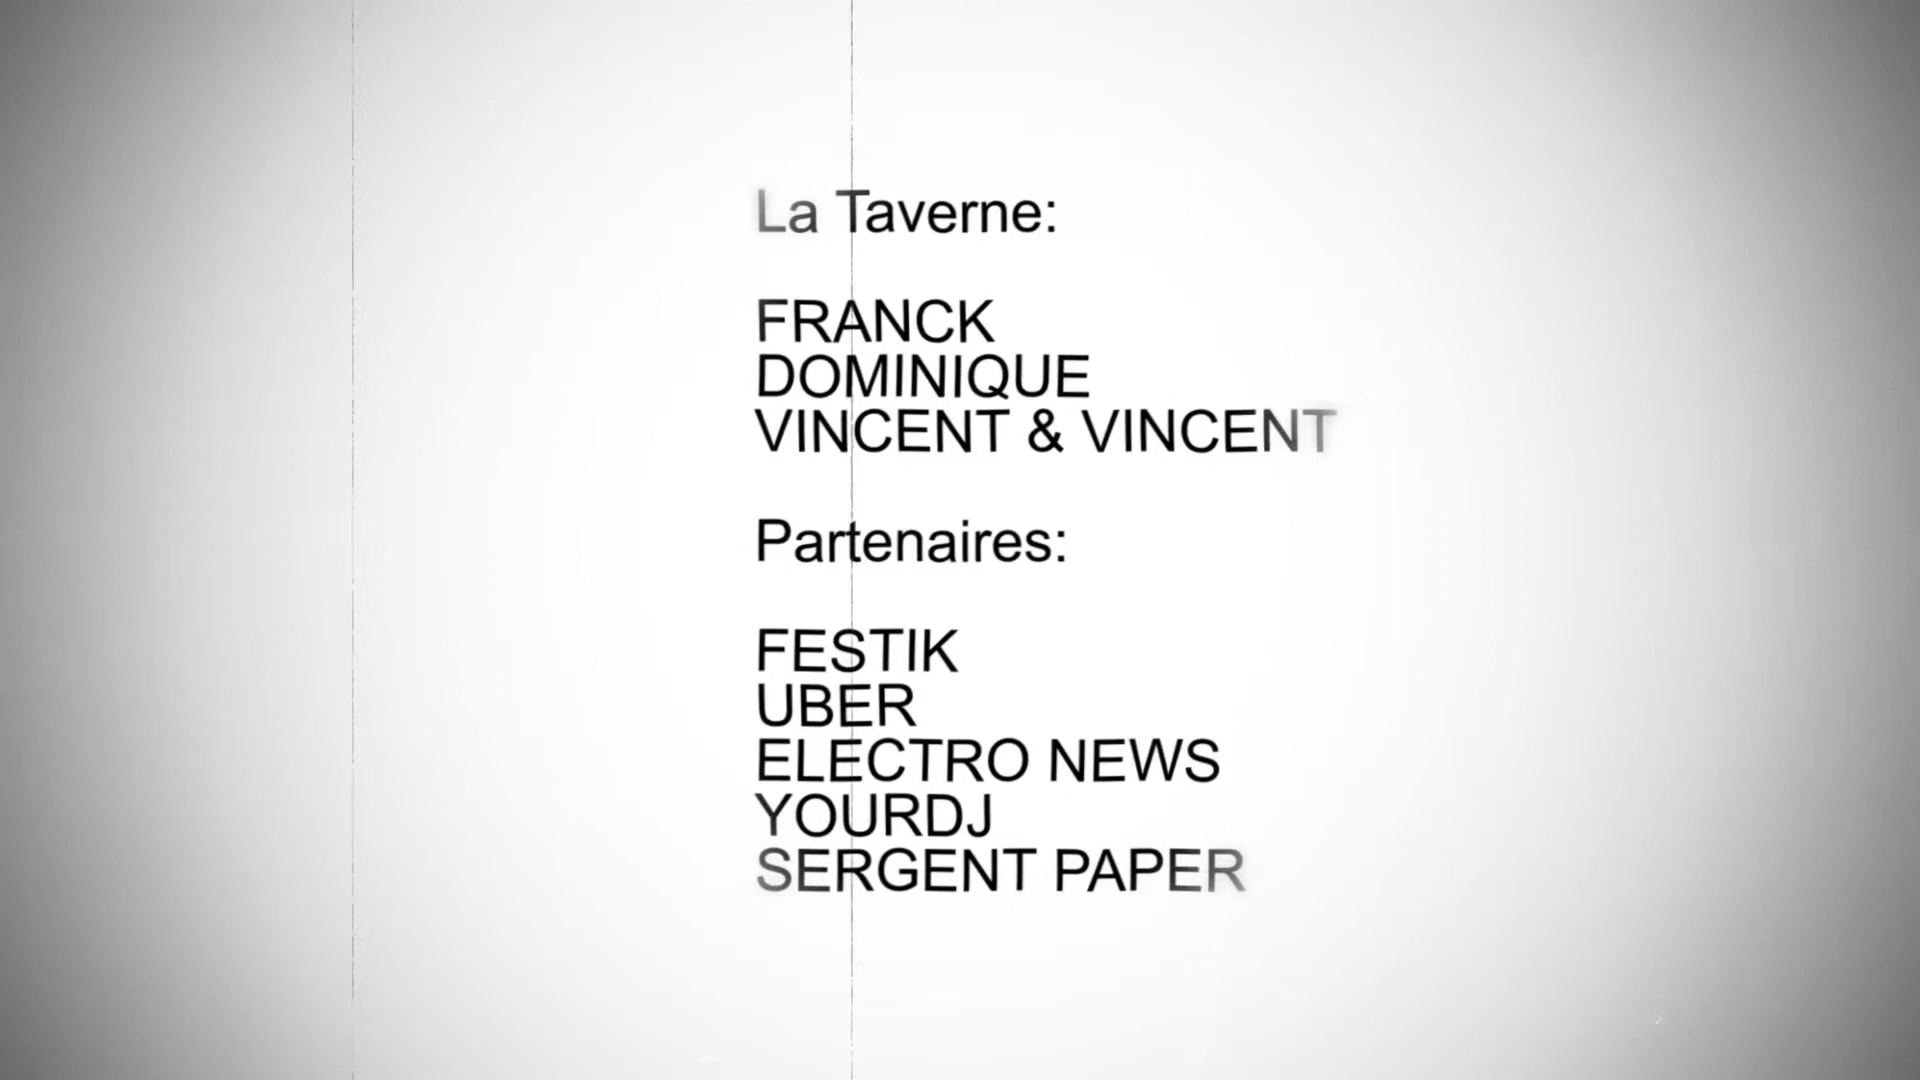 La Taverne:
FRANCK
DOMINIQUE
VINCENT & VINCENT
Partenaires:
FESTIK
UBER
ELECTRO NEWS
YOURDJ
SERGENT PAPER